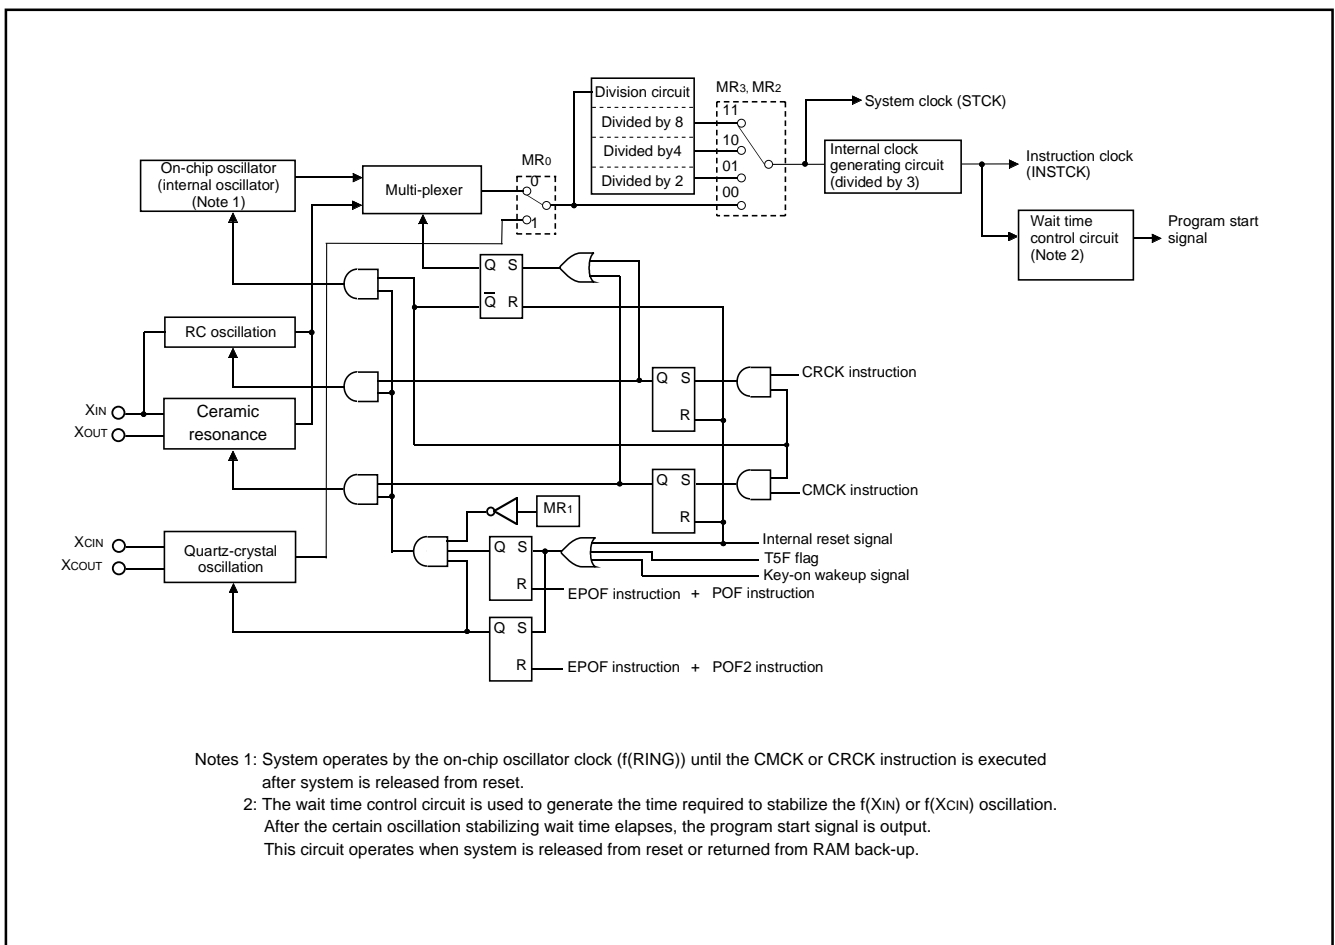 Division circuit
MR3, MR2
System clock (STCK)
11
Divided by 8
10
Divided by4
01
Divided by 2
00
Internal clock
generating circuit
(divided by 3)
Instruction clock
(INSTCK)
On-chip oscillator
(internal oscillator)
(Note 1)
Multi-plexer
MR0
0
1
Wait time
control circuit
(Note 2)
Program start
signal
Q S
Q R
RC oscillation
Q S
R
CRCK instruction
XIN
XOUT
Ceramic
resonance
Q S
R
CMCK instruction
MR1
XCIN
XCOUT
Quartz-crystal
oscillation
Q S
R
Internal reset signal
T5F flag
Key-on wakeup signal
EPOF instruction + POF instruction
Q S
R
EPOF instruction + POF2 instruction
Notes 1: System operates by the on-chip oscillator clock (f(RING)) until the CMCK or CRCK instruction is executed
after system is released from reset.
2: The wait time control circuit is used to generate the time required to stabilize the f(XIN) or f(XCIN) oscillation.
After the certain oscillation stabilizing wait time elapses, the program start signal is output.
This circuit operates when system is released from reset or returned from RAM back-up.